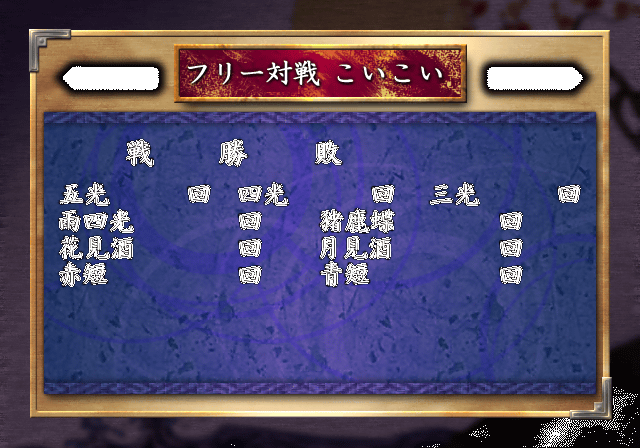 フリー対戦 こいこい
戦 勝 敗
五光 回 四光 回 三光 回
雨四光 回 猪鹿蝶 回
花見酒 回 月見酒 回
赤短 回 青短 回